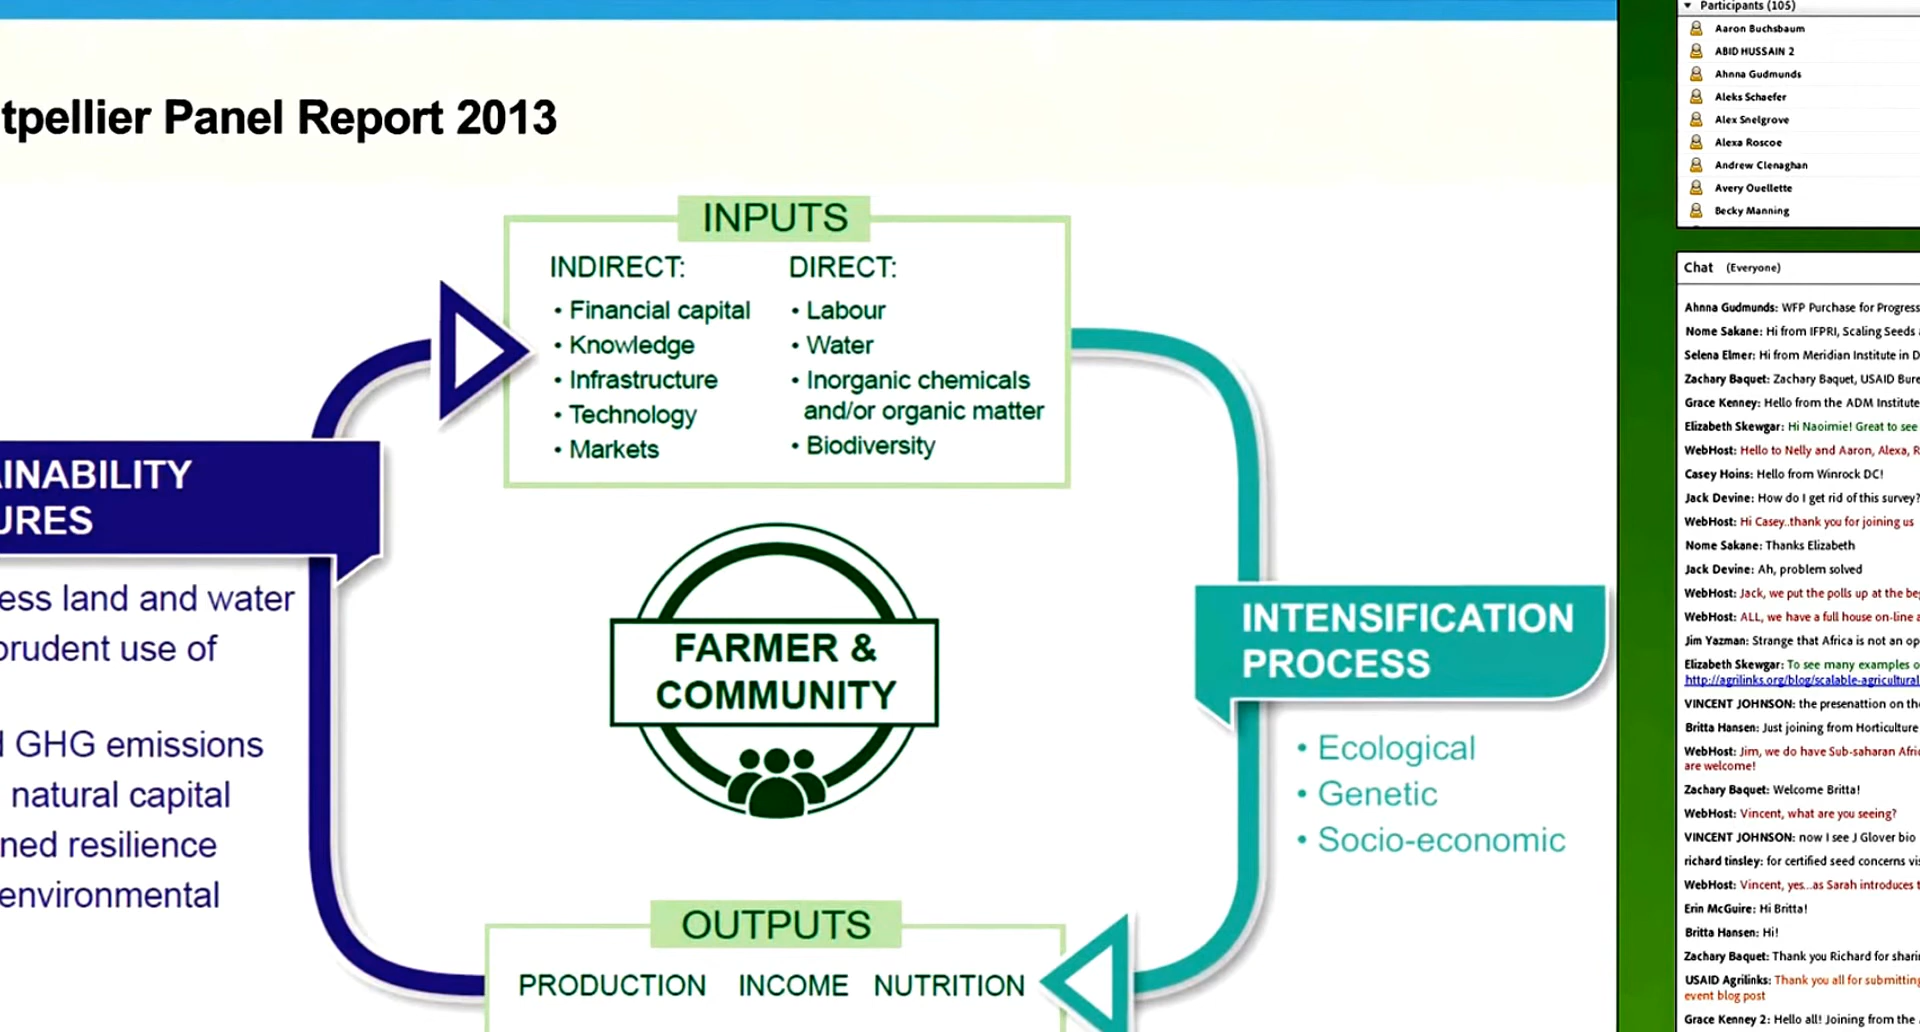 tpellier Panel Report 2013
INPUTS
INDIRECT:
• Financial capital
• Knowledge
• Infrastructure
• Technology
• Markets
DIRECT:
• Labour
• Water
• Inorganic chemicals
and/or organic matter
• Biodiversity
AINABILITY
URES
ess land and water
prudent use of
GHG emissions
natural capital
ned resilience
environmental
FARMER &
COMMUNITY
INTENSIFICATION
PROCESS
• Ecological
• Genetic
• Socio-economic
OUTPUTS
PRODUCTION INCOME NUTRITION
Participants (105)
Aaron Buchsbaum
ABID HUSSAIN 2
Ahnna Gudmunds
Aleks Schaefer
Alex Snelgrove
Alexa Roscoe
Andrew Clenaghan
Avery Ouellette
Becky Manning
Chat (Everyone)
Ahnna Gudmunds: WFP Purchase for Progress
Nome Sakane: Hi from IFPRI, Scaling Seeds
Selena Elmer: Hi from Meridian Institute in D
Zachary Baquet: Zachary Baquet, USAID Bure
Grace Kenney: Hello from the ADM Institute
Elizabeth Skewgar: Hi Naoimie! Great to see
WebHost: Hello to Nelly and Aaron, Alexa, R
Casey Hoins: Hello from Winrock DC!
Jack Devine: How do I get rid of this survey?
WebHost: Hi Casey..thank you for joining us
Nome Sakane: Thanks Elizabeth
Jack Devine: Ah, problem solved
WebHost: Jack, we put the polls up at the be
WebHost: ALL, we have a full house on-line a
Jim Yazman: Strange that Africa is not an op
Elizabeth Skewgar: To see many examples o
http://agrilinks.org/blog/scalable-agricultural
VINCENT JOHNSON: the presenattion on the
Britta Hansen: Just joining from Horticulture
WebHost: Jim, we do have Sub-saharan Afri
are welcome!
Zachary Baquet: Welcome Britta!
WebHost: Vincent, what are you seeing?
VINCENT JOHNSON: now I see J Glover bio
richard tinsley: for certified seed concerns vis
WebHost: Vincent, yes...as Sarah introduces t
Erin McGuire: Hi Britta!
Britta Hansen: Hi!
Zachary Baquet: Thank you Richard for shari
USAID Agrilinks: Thank you all for submitting
event blog post
Grace Kenney 2: Hello all! Joining from the